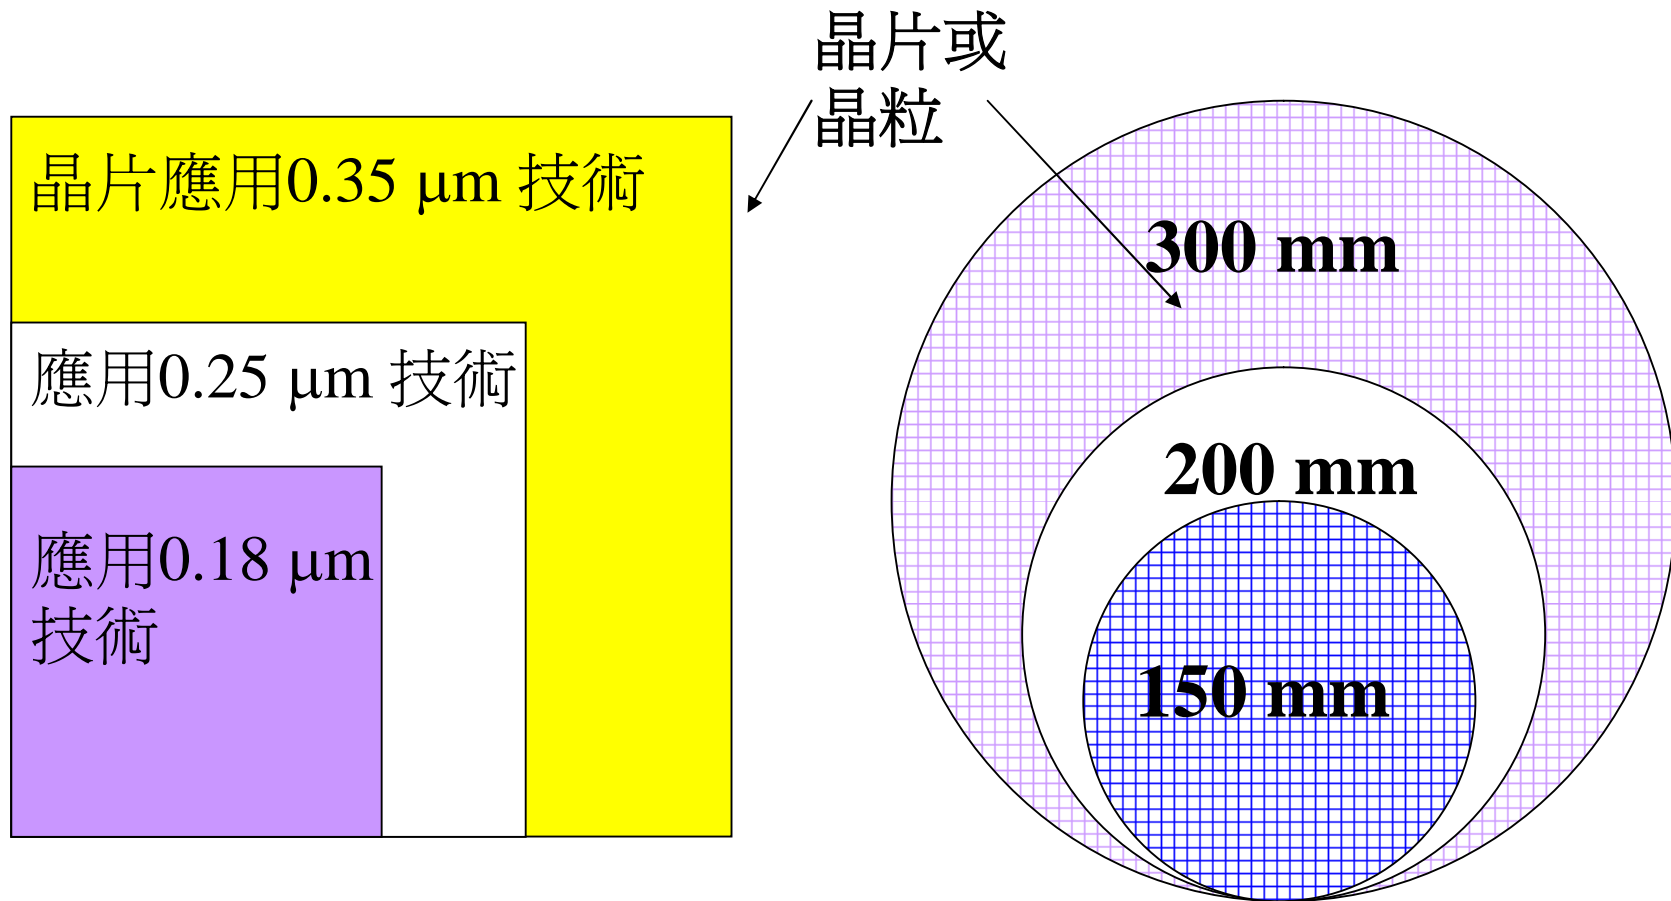 晶片或
晶粒
晶片應用0.35 μm 技術
應用0.25 μm 技術
應用0.18 μm
技術
300 mm
200 mm
150 mm